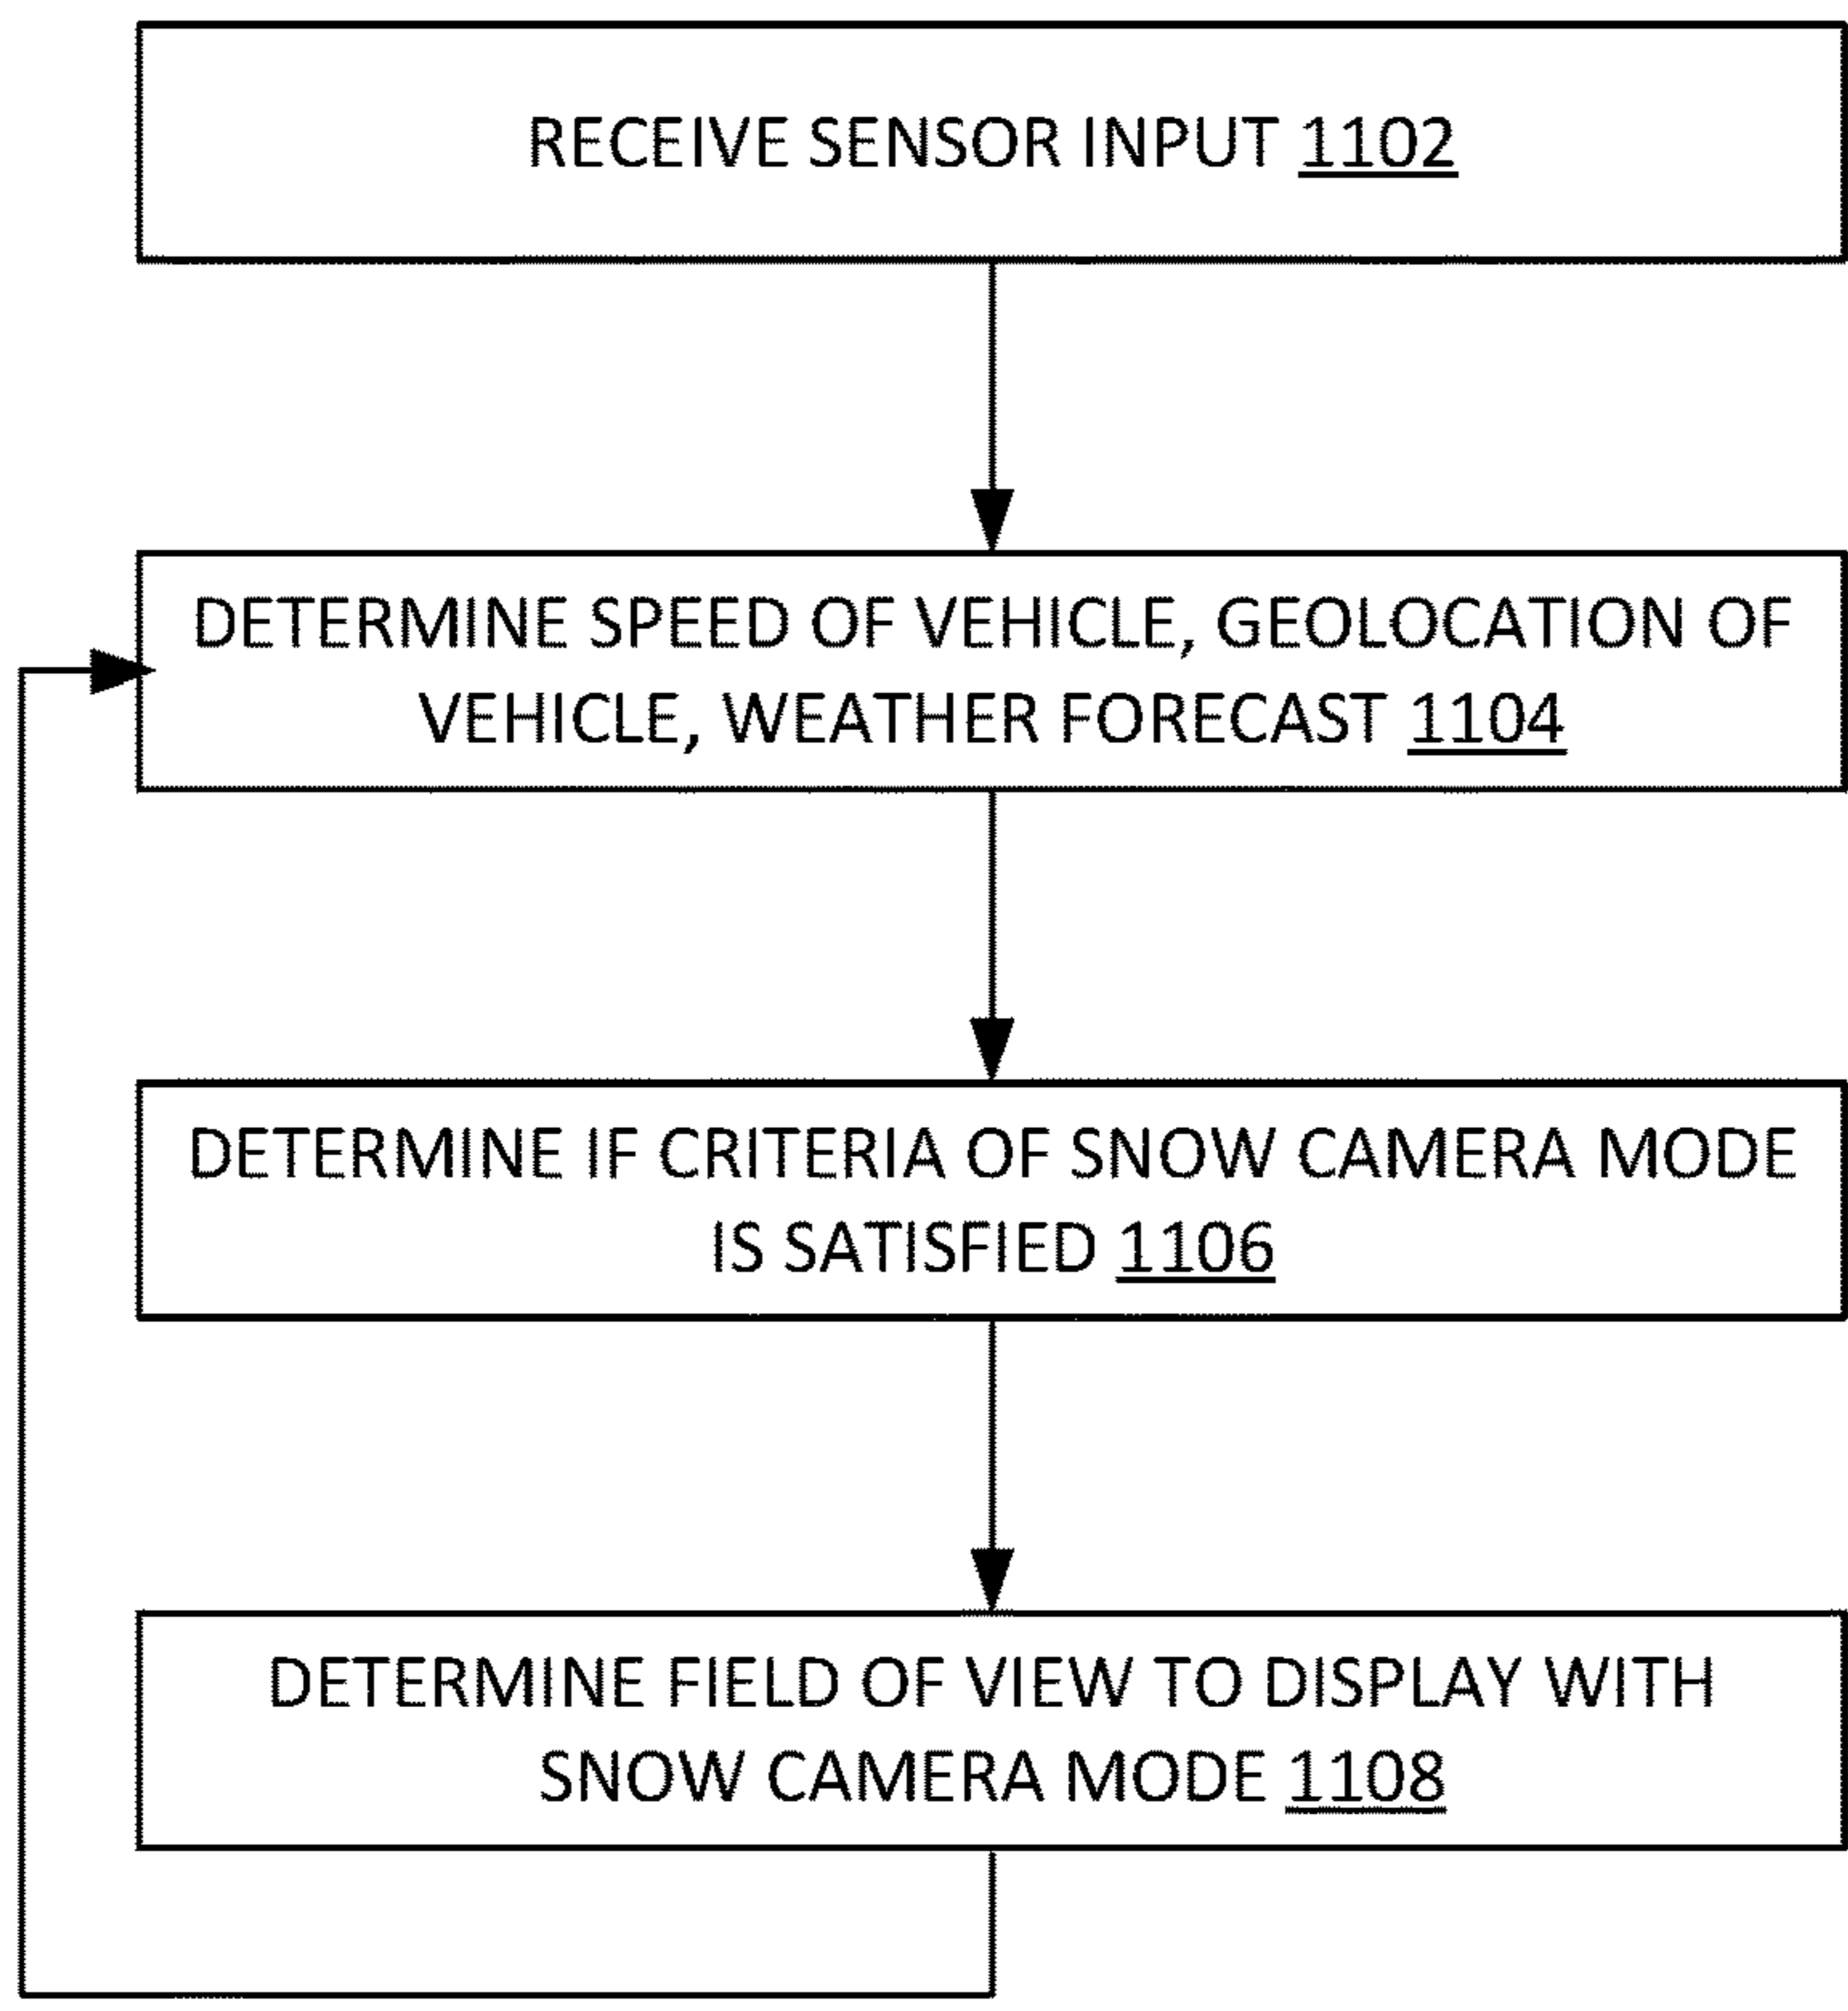 RECEIVE SENSOR INPUT 1102
DETERMINE SPEED OF VEHICLE, GEOLOCATION OF
VEHICLE, WEATHER FORECAST 1104
DETERMINE IF CRITERIA OF SNOW CAMERA MODE
IS SATISFIED 1106
DETERMINE FIELD OF VIEW TO DISPLAY WITH
SNOW CAMERA MODE 1108